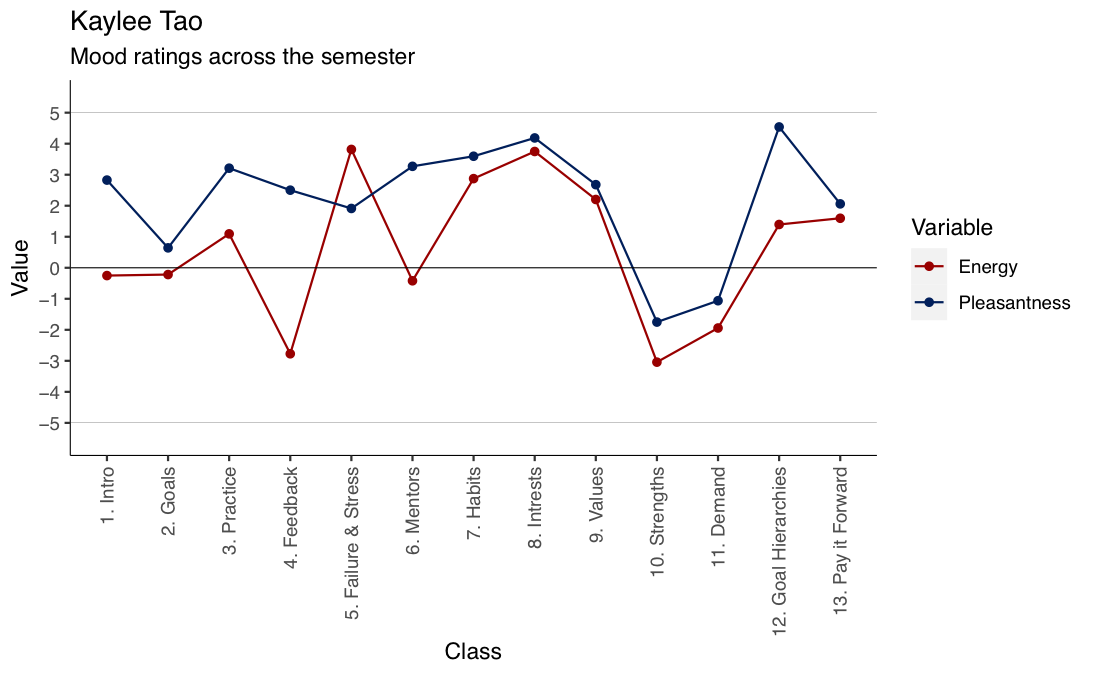 Kaylee Tao
Mood ratings across the semester
5
4
3
2
1
0
−1
−2
−3
−4
−5
Value
1. Intro
2. Goals
3. Practice
4. Feedback
5. Failure & Stress
6. Mentors
7. Habits
8. Intrests
9. Values
10. Strengths
11. Demand
12. Goal Hierarchies
13. Pay it Forward
Class
Variable
Energy
Pleasantness